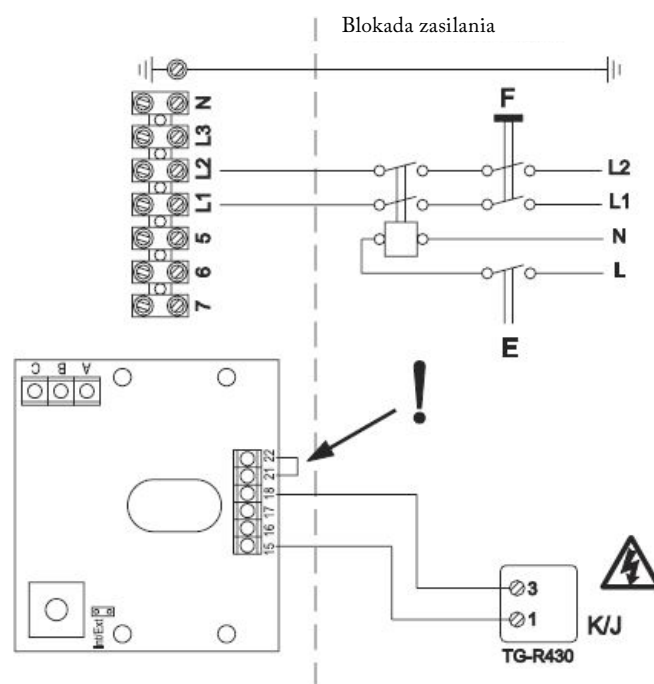 Blokada zasilania
N
L3
L2
L1
5
6
7
F
L2
L1
N
L
E
C B A
!
22
21
18
17
16
15
Int/Ext
3
1
K/J
TG-R430